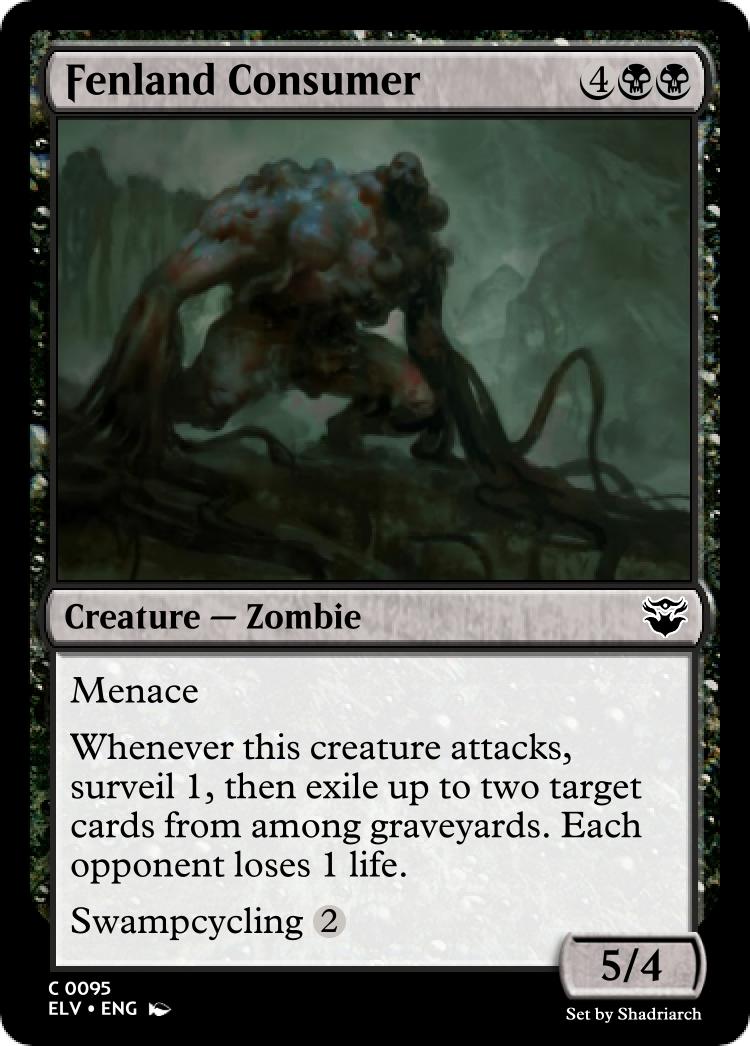 Fenland Consumer 4
Creature — Zombie
Menace
Whenever this creature attacks,
surveil 1, then exile up to two target
cards from among graveyards. Each
opponent loses 1 life.
Swampcycling 2
5/4
C 0095
ELV • ENG
Set by Shadriarch